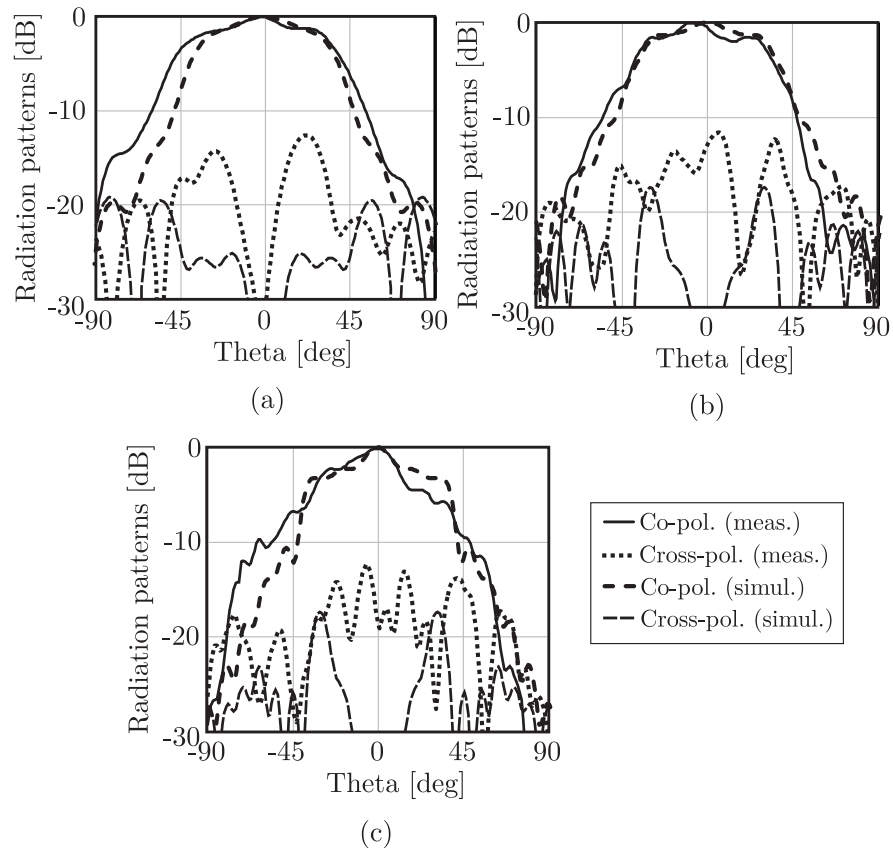 Radiation patterns [dB]
0
-10
-20
-30
-90
-45
0
45
90
Theta [deg]
(a)
Radiation patterns [dB]
0
-10
-20
-30
-90
-45
0
45
90
Theta [deg]
(b)
Radiation patterns [dB]
0
-10
-20
-30
-90
-45
0
45
90
Theta [deg]
(c)
Co-pol. (meas.)
Cross-pol. (meas.)
Co-pol. (simul.)
Cross-pol. (simul.)